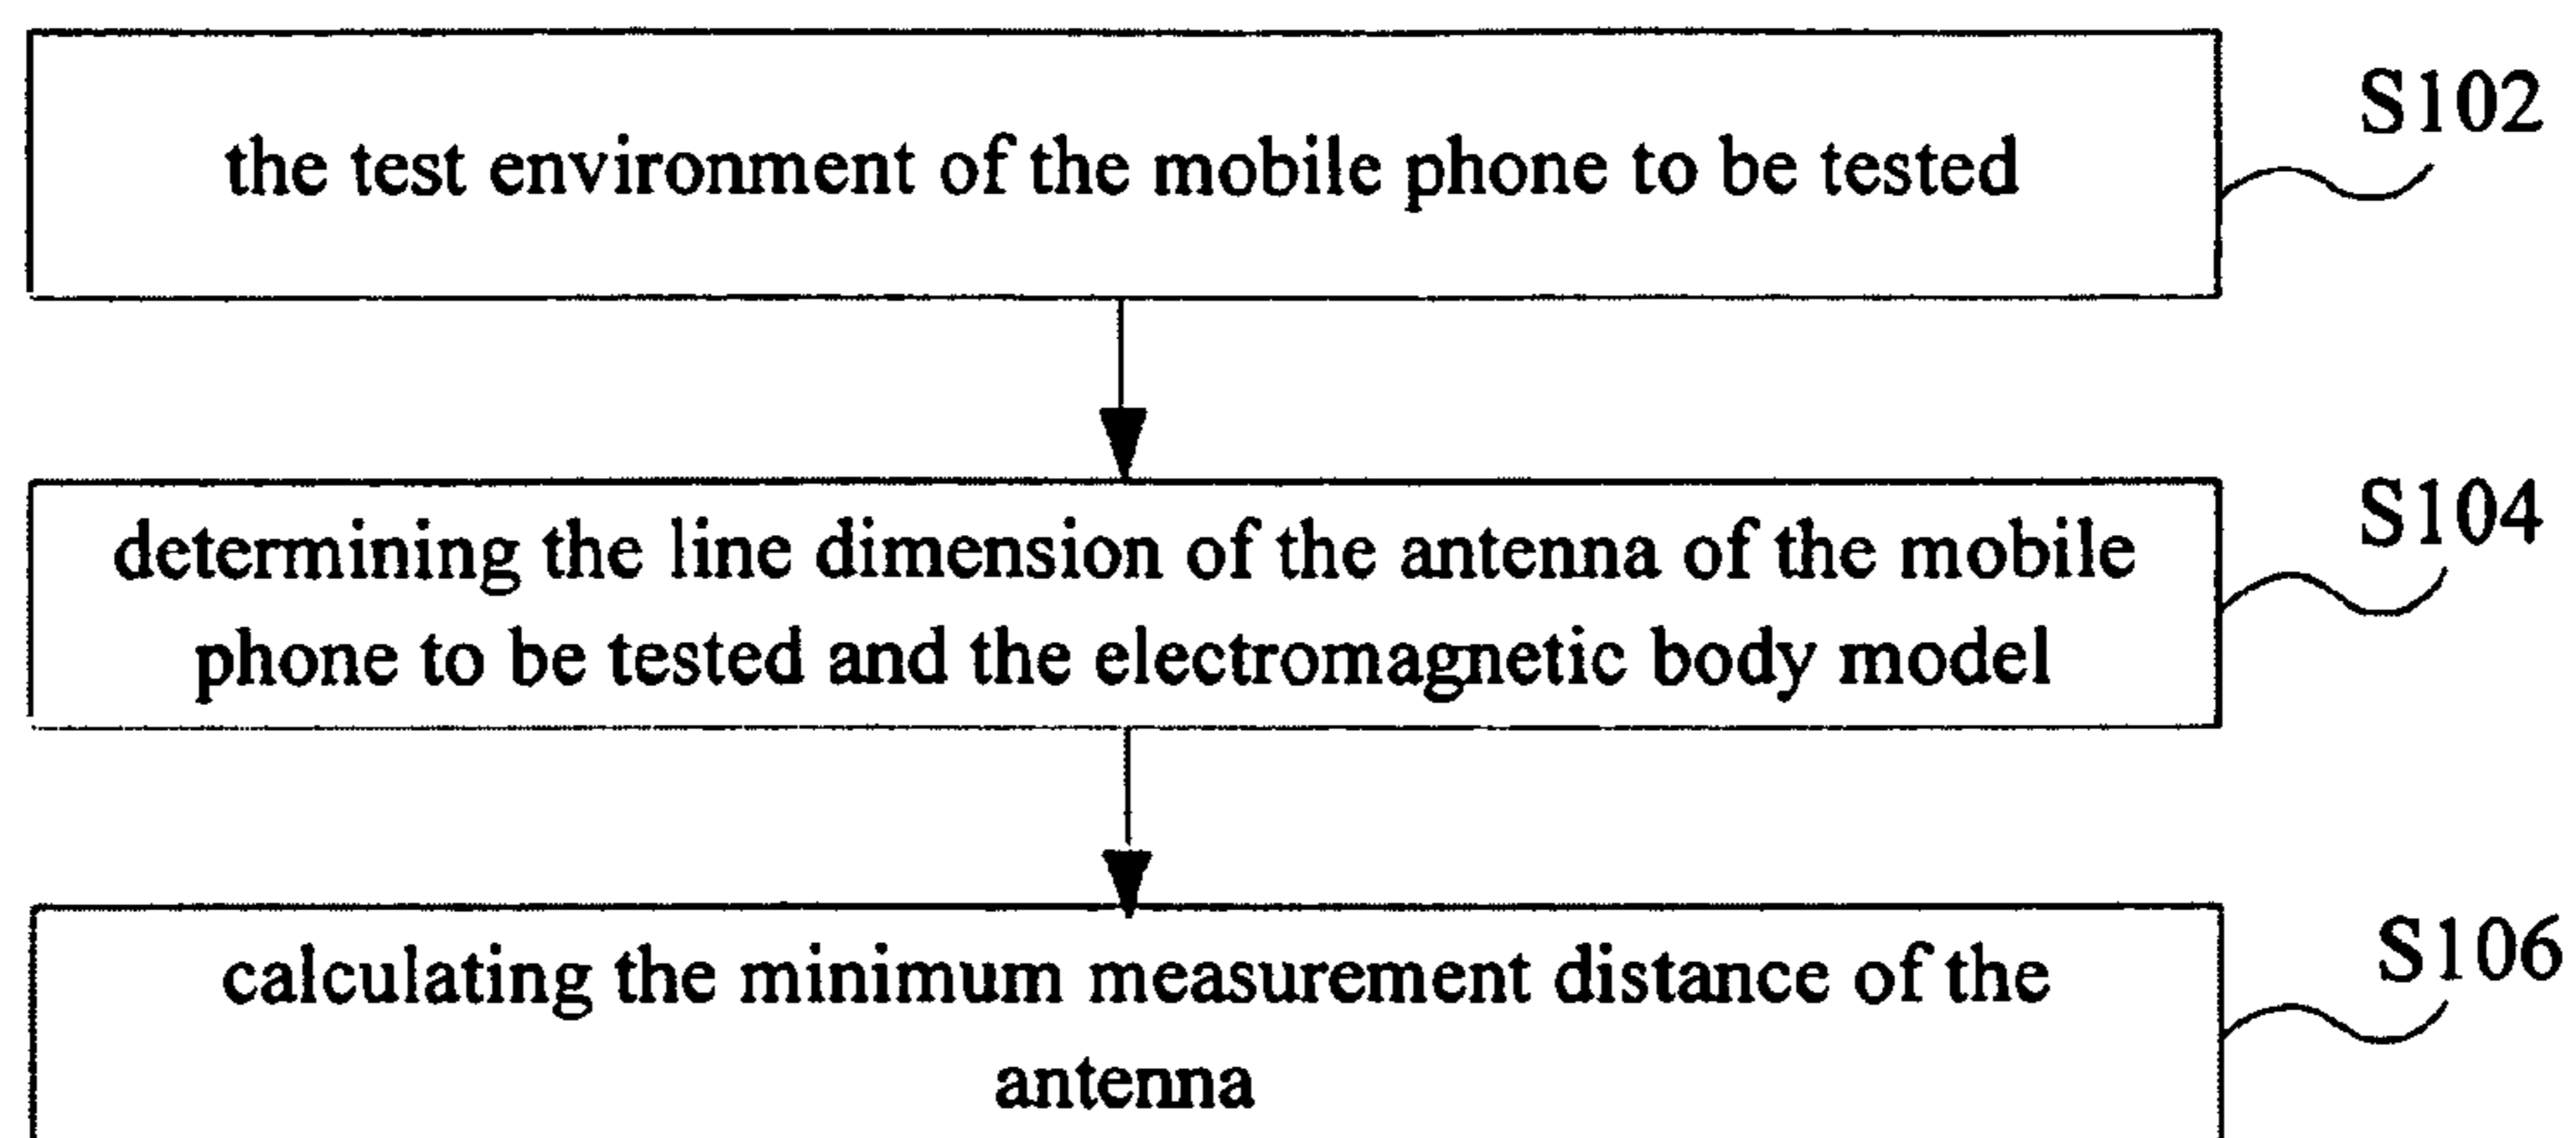 the test environment of the mobile phone to be tested
S102
determining the line dimension of the antenna of the mobile
phone to be tested and the electromagnetic body model
S104
calculating the minimum measurement distance of the
antenna
S106